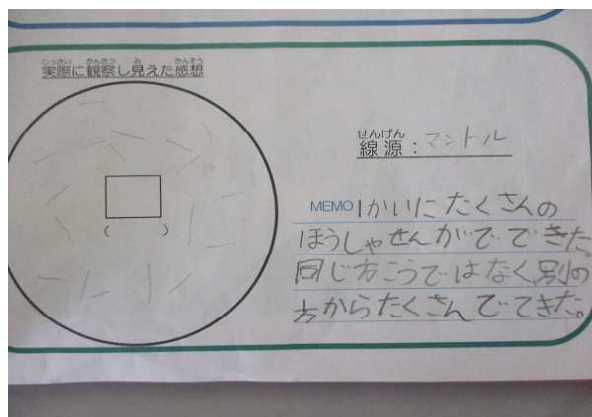 実際に観察し見えた感想
じっさい かんさつ み かんそう
せんげん
線源：マントル
MEMO 1かいにたくさんの
ほうしゃせんがでてきた。
同じ方こうではなく別の
方からたくさんでてきた。
(　　)